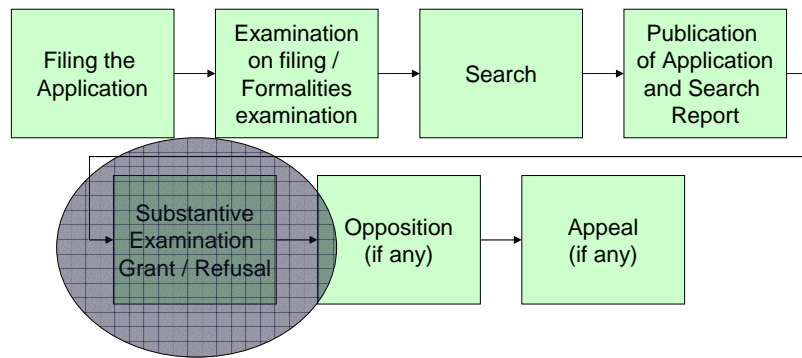 Filing the
Application
Examination
on filing /
Formalities
examination
Search
Publication
of Application
and Search
Report
Substantive
Examination
Grant / Refusal
Opposition
(if any)
Appeal
(if any)